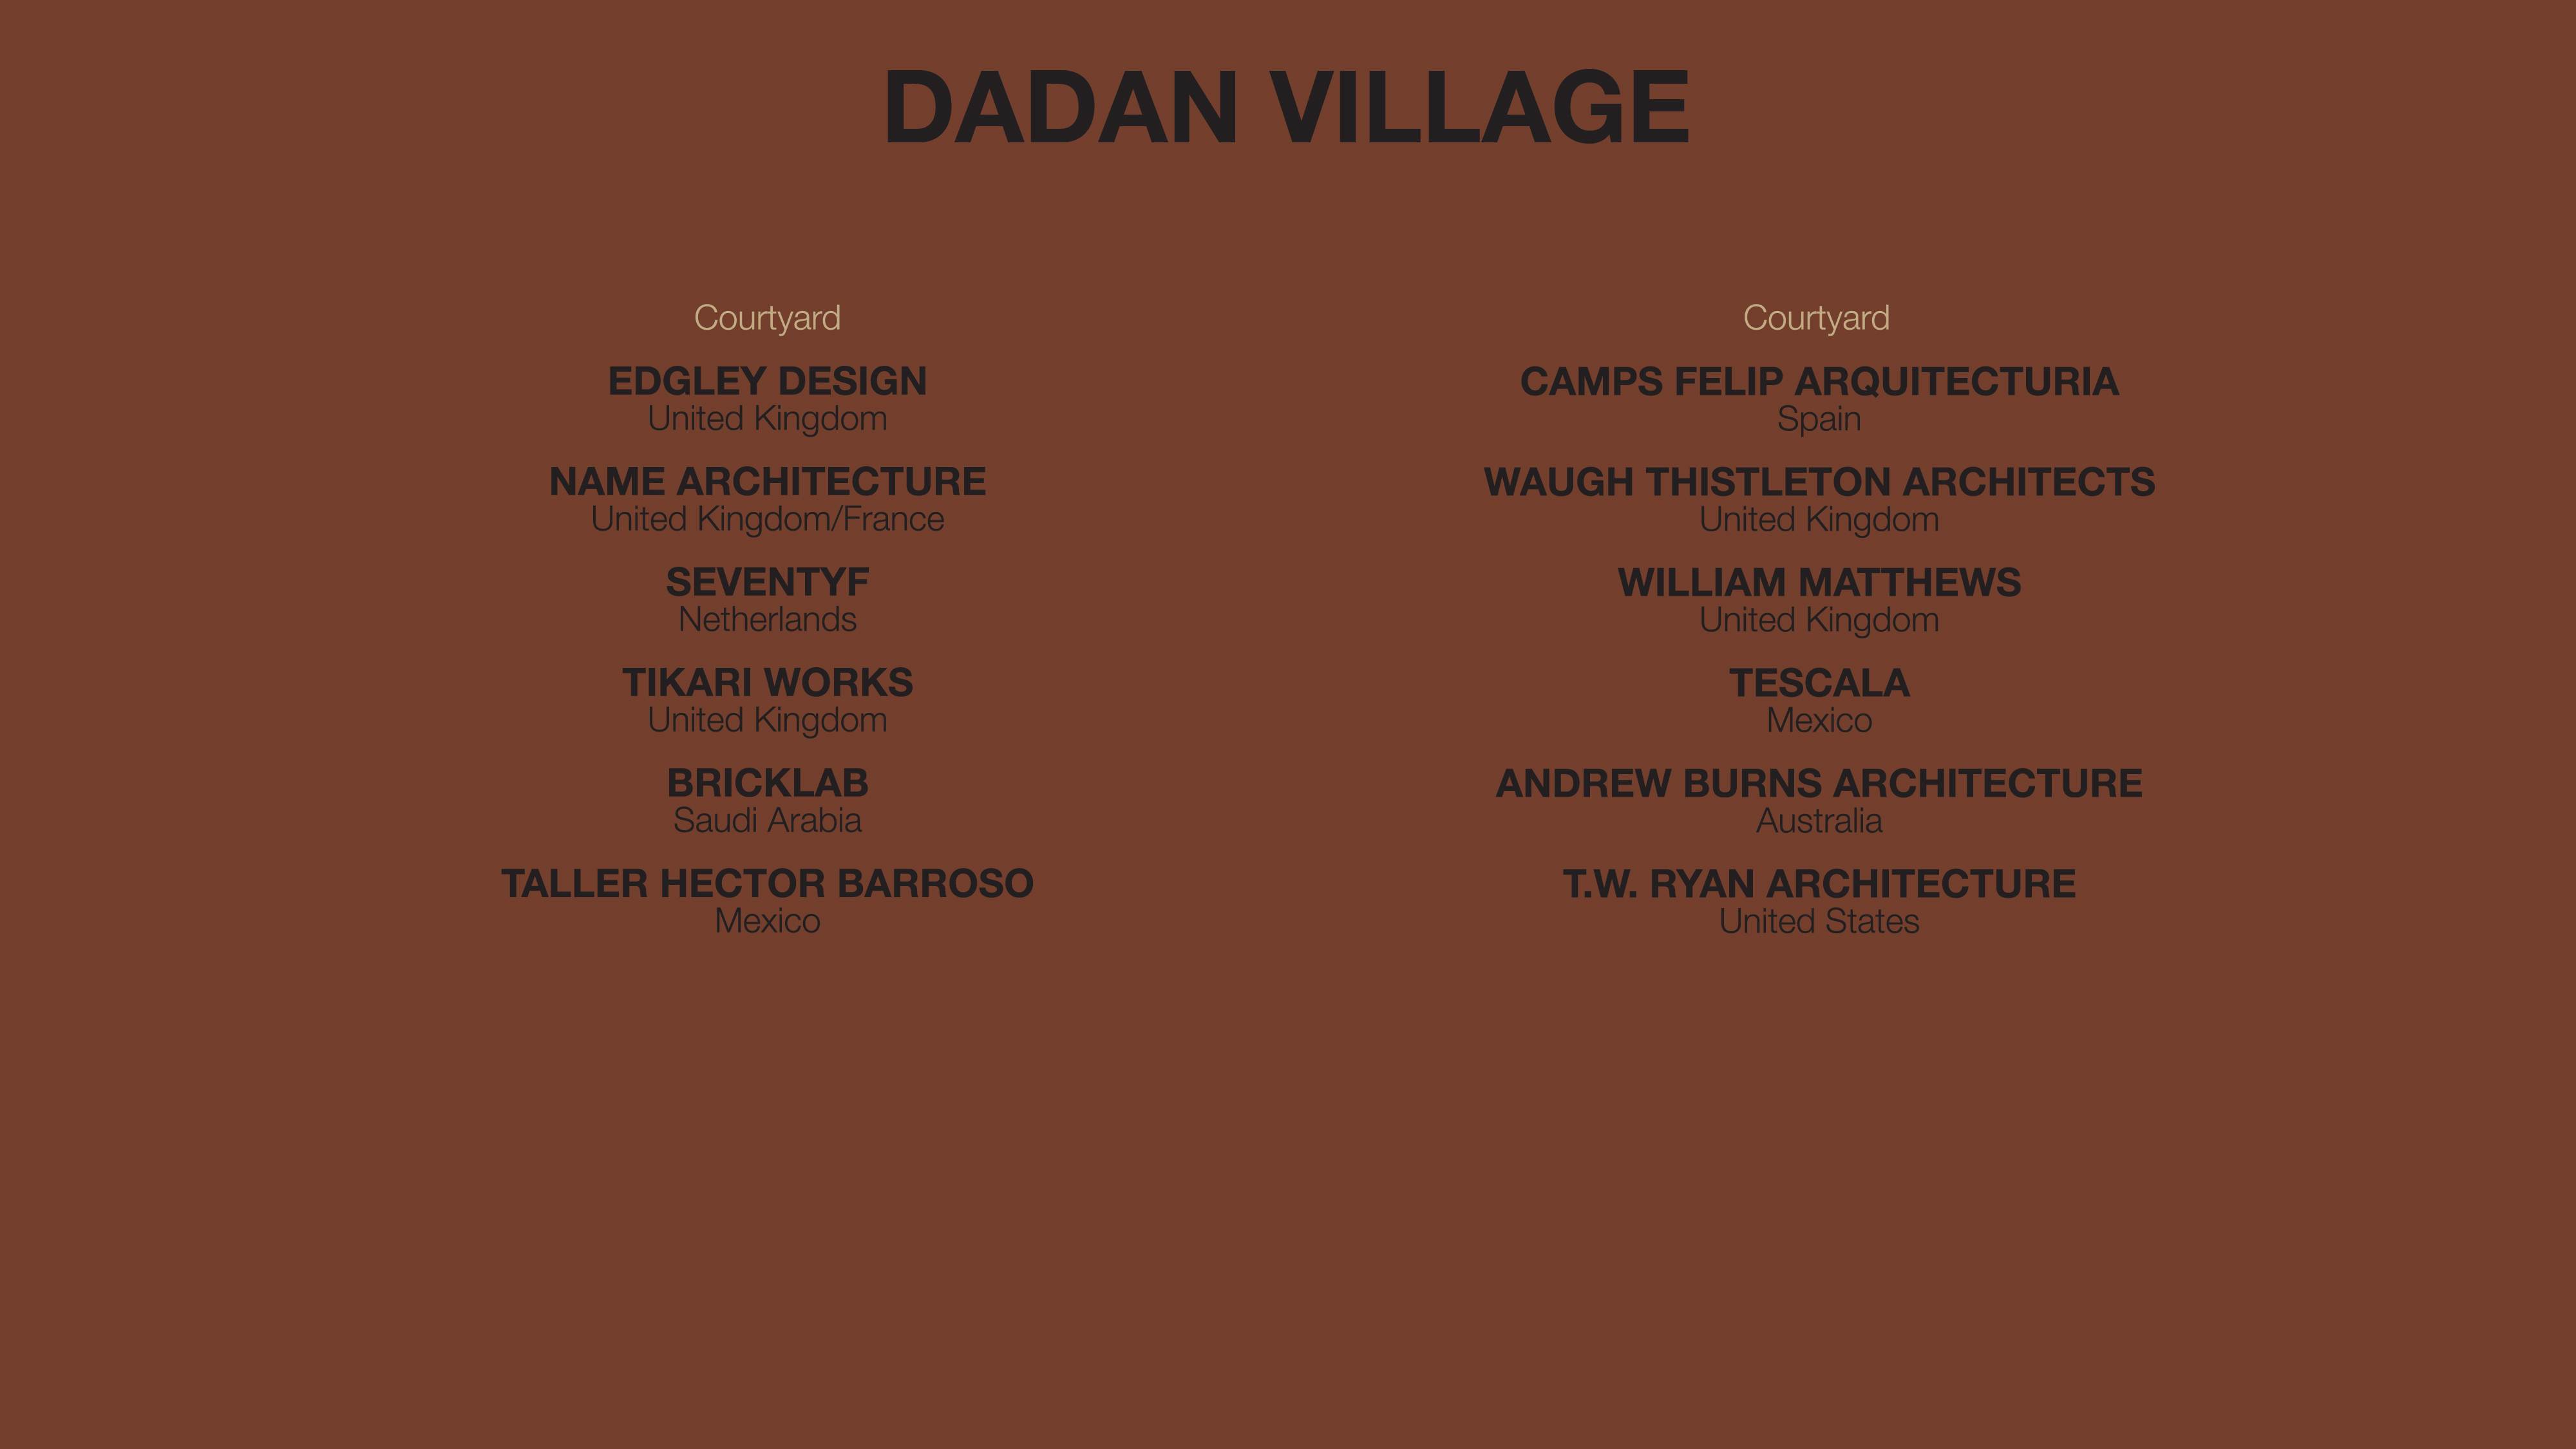 DADAN VILLAGE
Courtyard
EDGLEY DESIGN
United Kingdom
NAME ARCHITECTURE
United Kingdom/France
SEVENTYF
Netherlands
TIKARI WORKS
United Kingdom
BRICKLAB
Saudi Arabia
TALLER HECTOR BARROSO
Mexico
Courtyard
CAMPS FELIP ARQUITECTURIA
Spain
WAUGH THISTLETON ARCHITECTS
United Kingdom
WILLIAM MATTHEWS
United Kingdom
TESCALA
Mexico
ANDREW BURNS ARCHITECTURE
Australia
T.W. RYAN ARCHITECTURE
United States